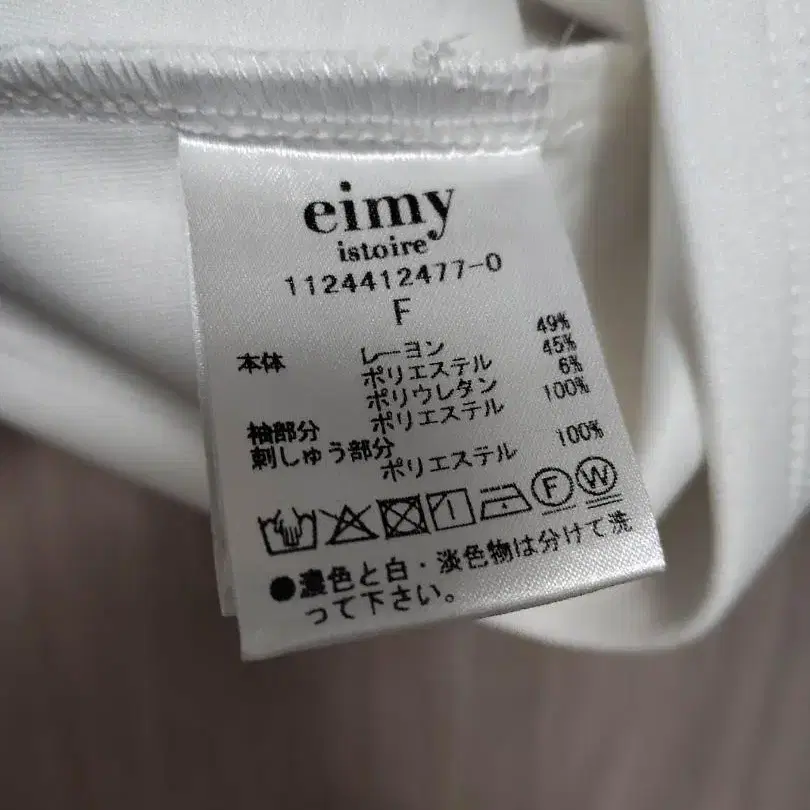 eimy
istoire
1124412477-0
F
本体 レーヨン 49%
ポリエステル 45%
ポリウレタン 6%
袖部分 ポリエステル 100%
刺しゅう部分
ポリエステル 100%
F W
●濃色と白・淡色物は分けて洗
って下さい。